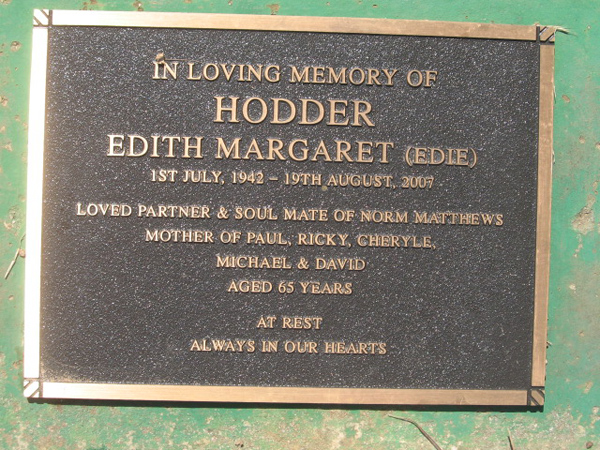 IN LOVING MEMORY OF
HODDER
EDITH MARGARET (EDIE)
1ST JULY, 1942 – 19TH AUGUST, 2007
LOVED PARTNER & SOUL MATE OF NORM MATTHEWS
MOTHER OF PAUL, RICKY, CHERYLE,
MICHAEL & DAVID
AGED 65 YEARS
AT REST
ALWAYS IN OUR HEARTS